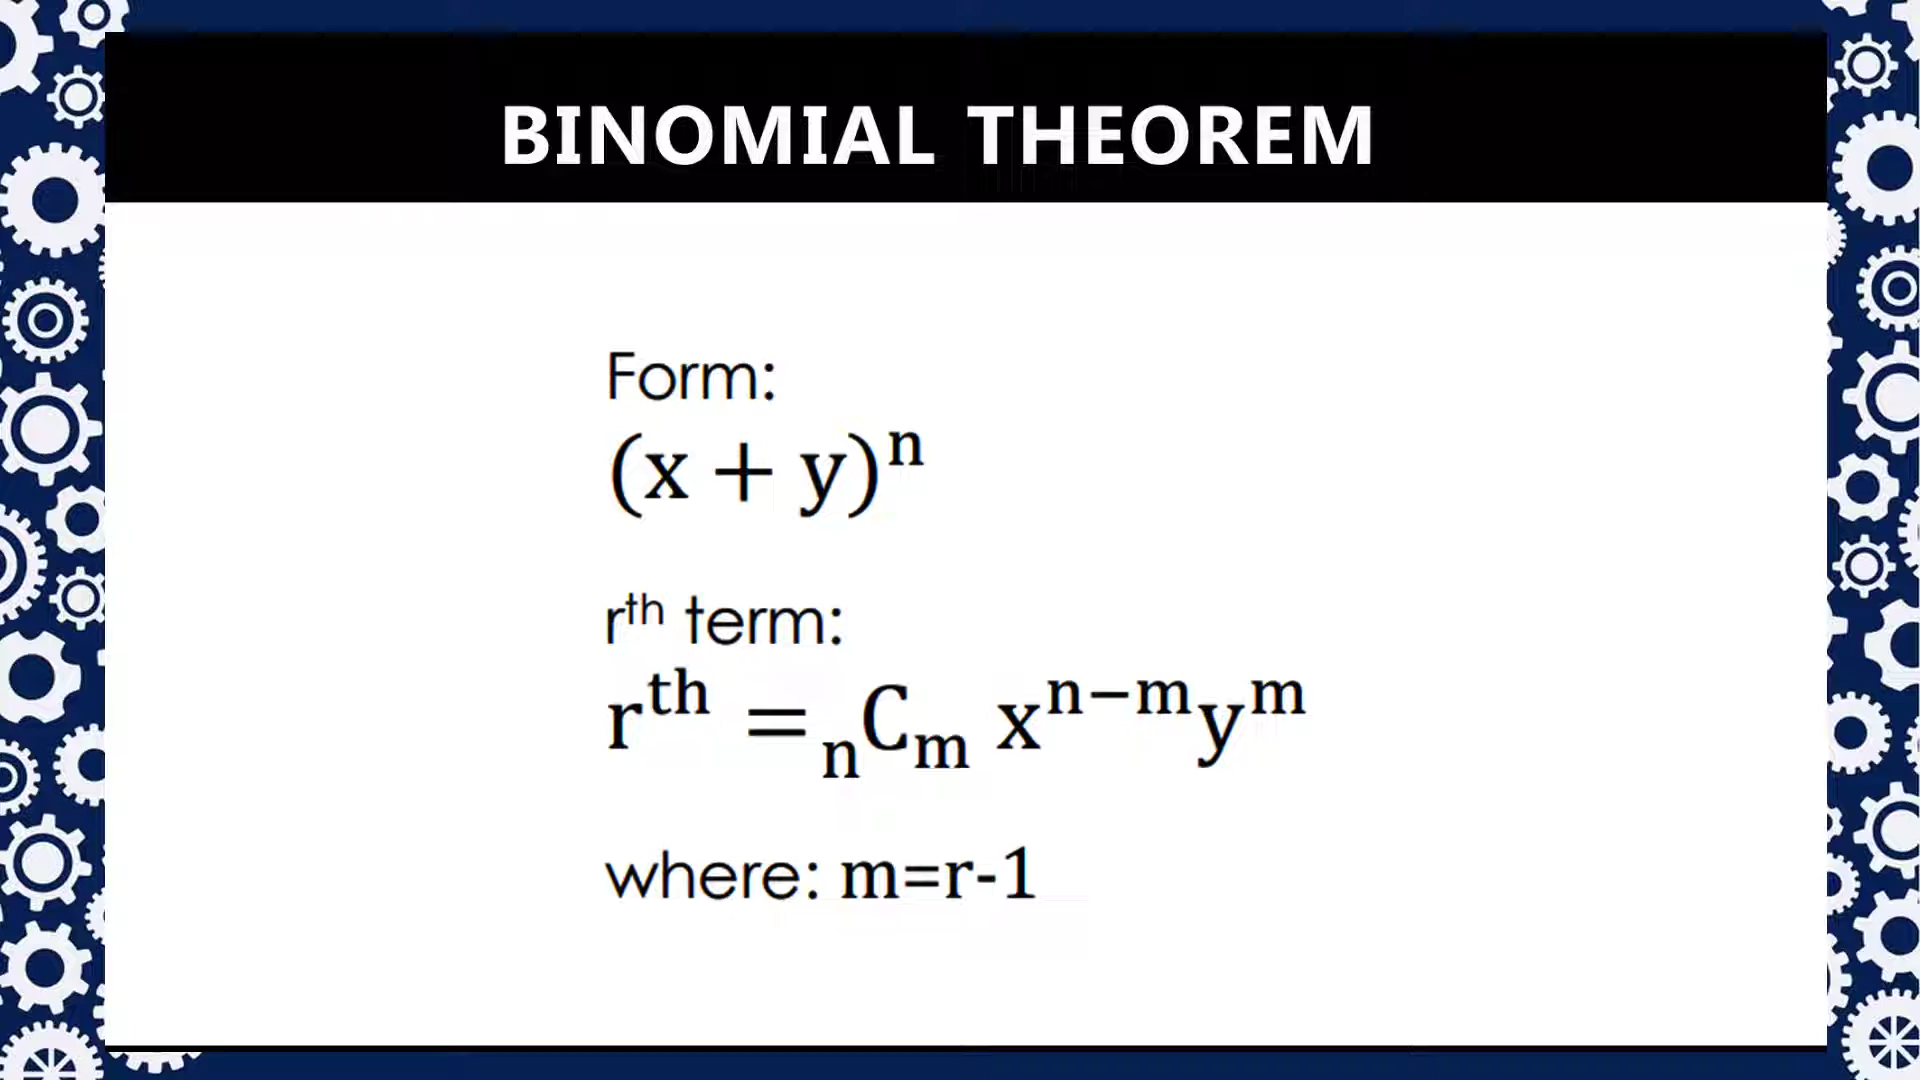 BINOMIAL THEOREM
Form:
(x + y)ⁿ
rᵗʰ term:
rᵗʰ = ₙCₘ xⁿ⁻ᵐyᵐ
where: m=r-1